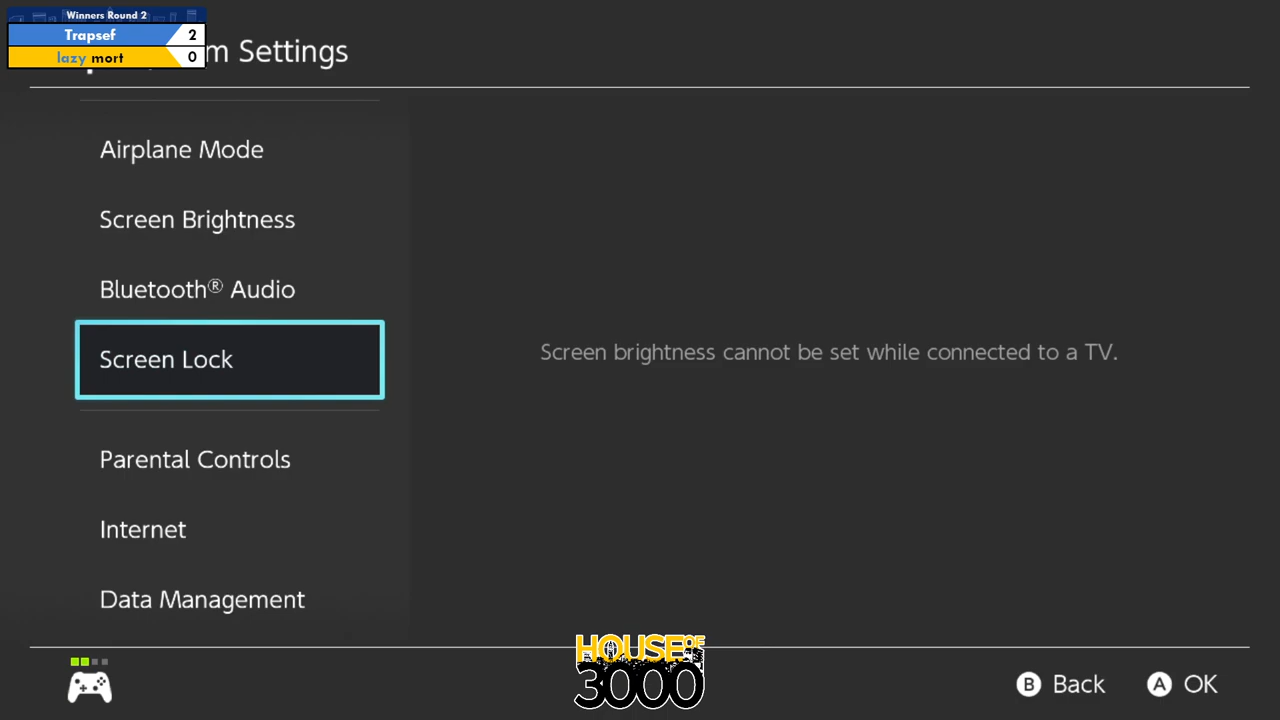 Winners Round 2
Trapsef 2
lazy mort 0
m Settings
Airplane Mode
Screen Brightness
Bluetooth® Audio
Screen Lock
Screen brightness cannot be set while connected to a TV.
Parental Controls
Internet
Data Management
HOUSE OF
3000
B Back
A OK